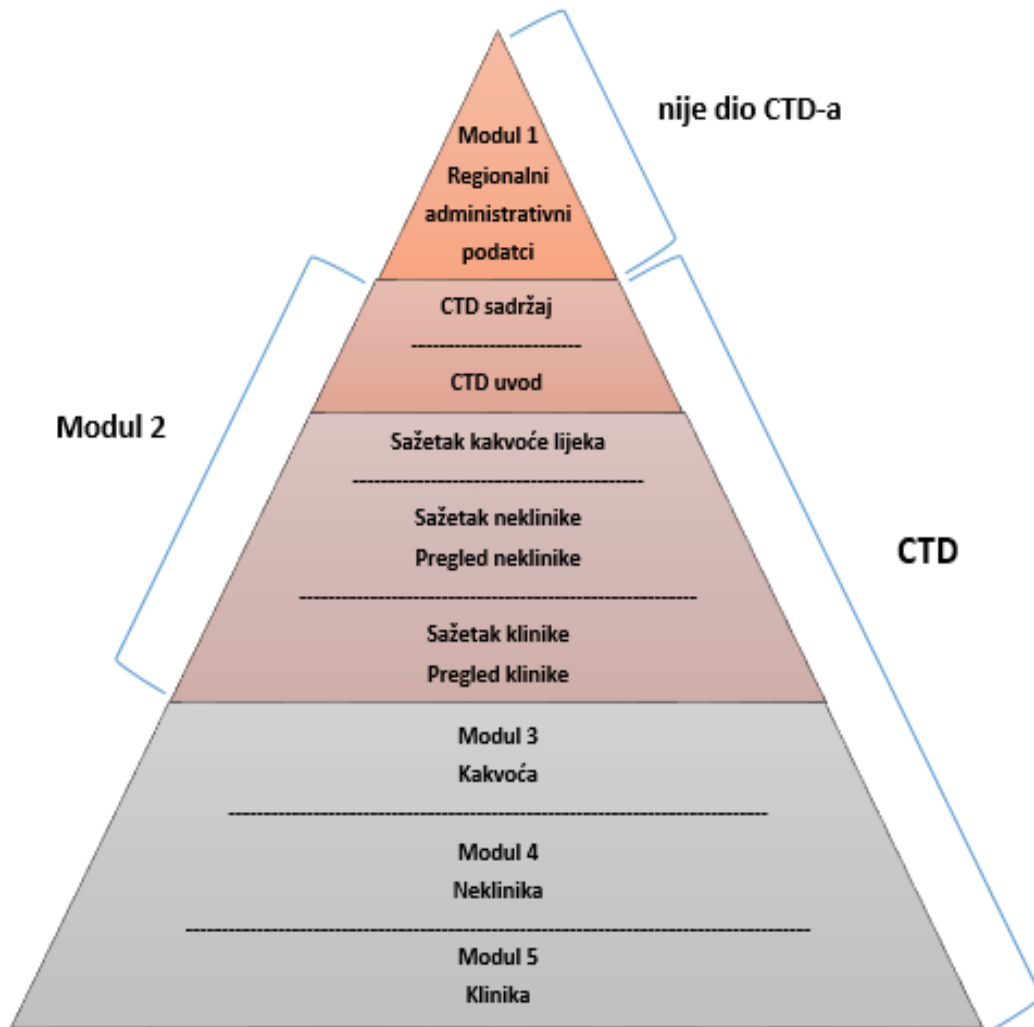 nije dio CTD-a
Modul 1
Regionalni
administrativni
podatci
CTD sadržaj
CTD uvod
Modul 2
Sažetak kakvoće lijeka
Sažetak neklinike
Pregled neklinike
CTD
Sažetak klinike
Pregled klinike
Modul 3
Kakvoća
Modul 4
Neklinika
Modul 5
Klinika